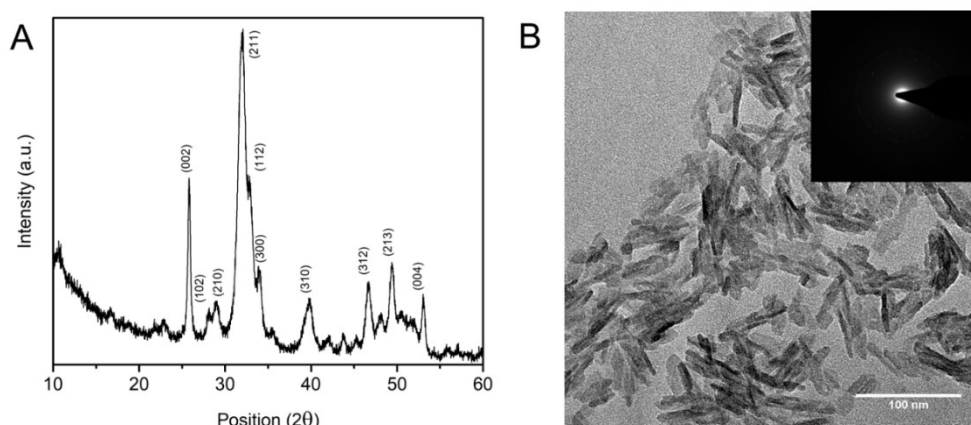 A
Intensity (a.u.)
(002)
(102)
(210)
(211)
(112)
(300)
(310)
(312)
(213)
(004)
10 20 30 40 50 60
Position (2θ)
B
100 nm